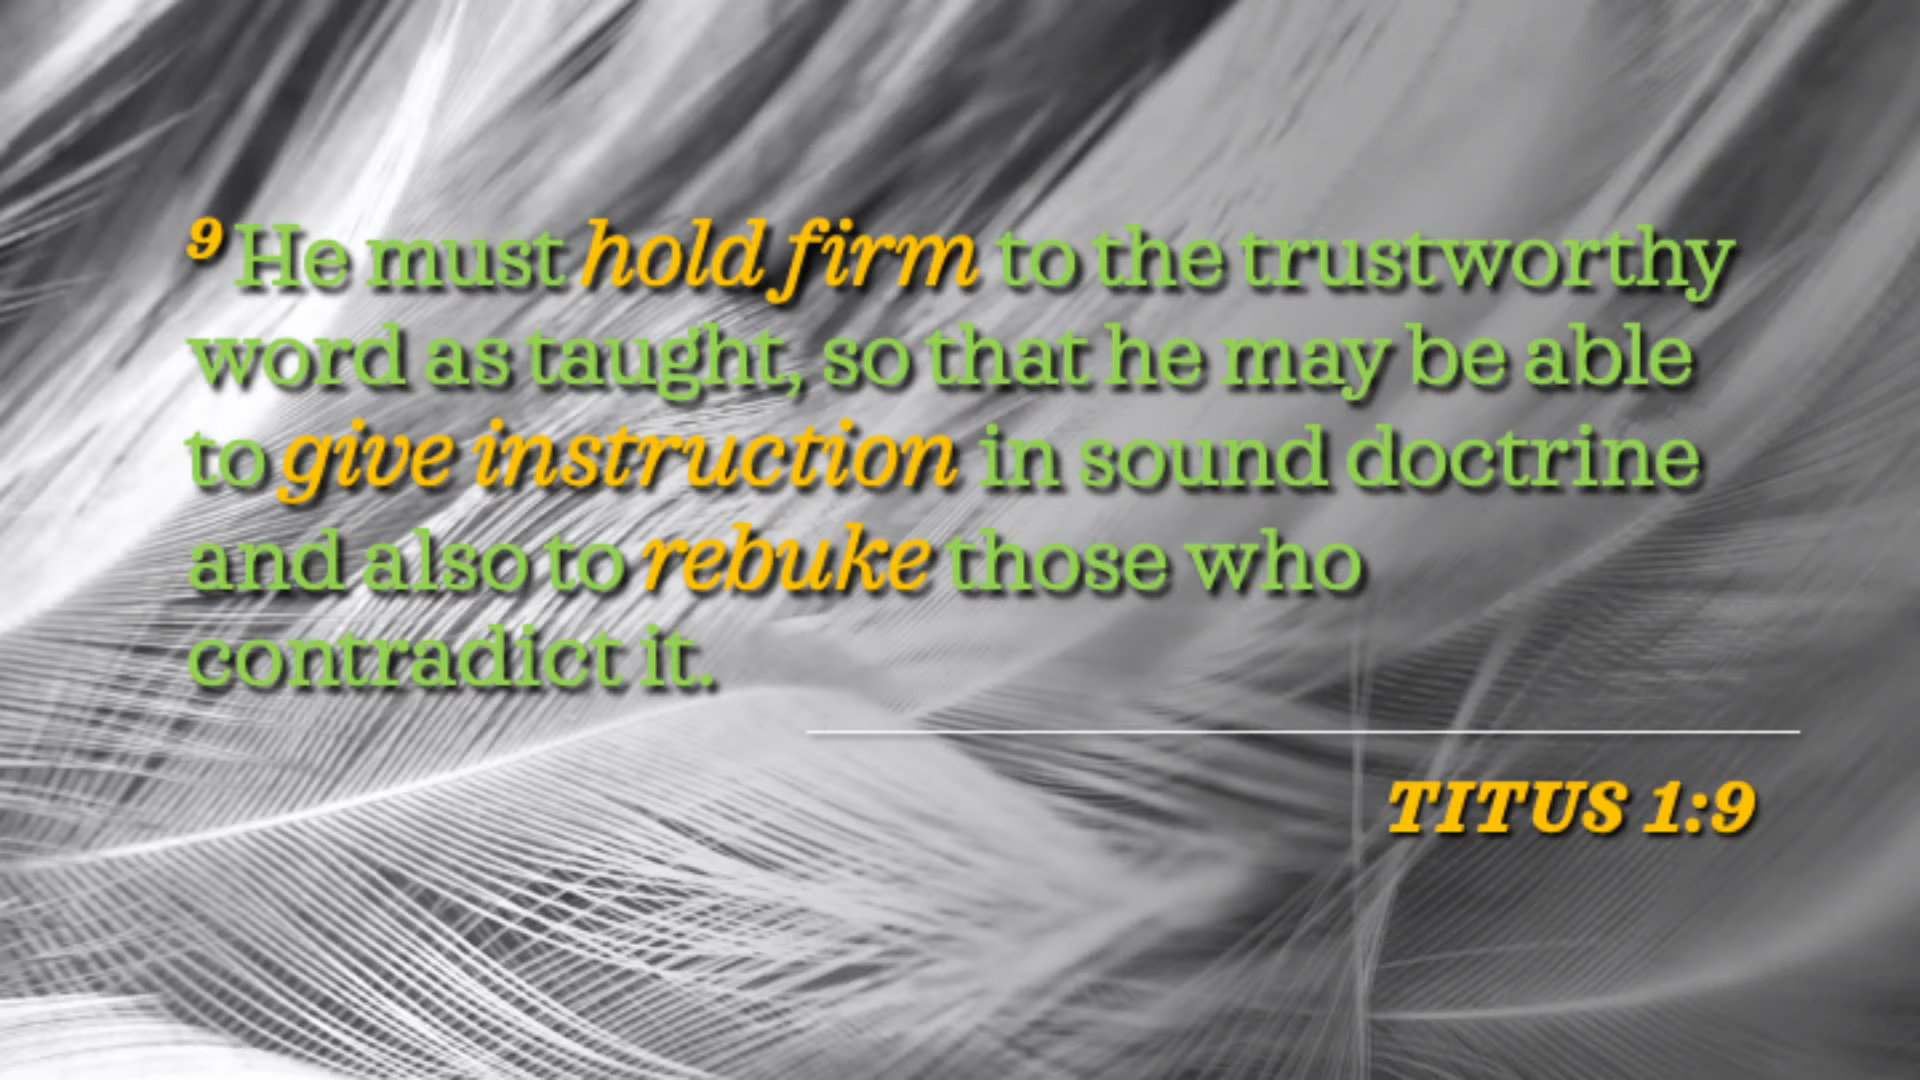 9 He must hold firm to the trustworthy
word as taught, so that he may be able
to give instruction in sound doctrine
and also to rebuke those who
contradict it.
TITUS 1:9